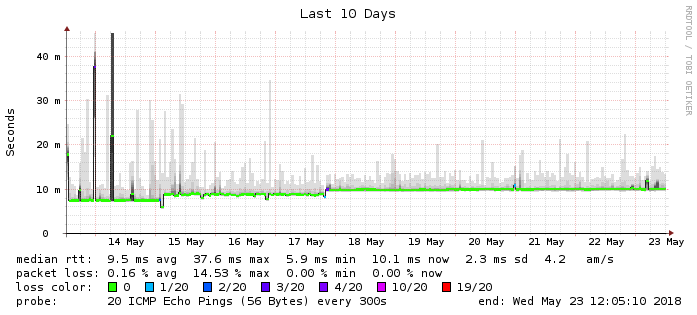 Last 10 Days
RRDTOOL / TOBI OETIKER
Seconds
40 m
30 m
20 m
10 m
0
14 May 15 May 16 May 17 May 18 May 19 May 20 May 21 May 22 May 23 May
median rtt: 9.5 ms avg 37.6 ms max 5.9 ms min 10.1 ms now 2.3 ms sd 4.2 am/s
packet loss: 0.16 % avg 14.53 % max 0.00 % min 0.00 % now
loss color: 0 1/20 2/20 3/20 4/20 10/20 19/20
probe: 20 ICMP Echo Pings (56 Bytes) every 300s end: Wed May 23 12:05:10 2018